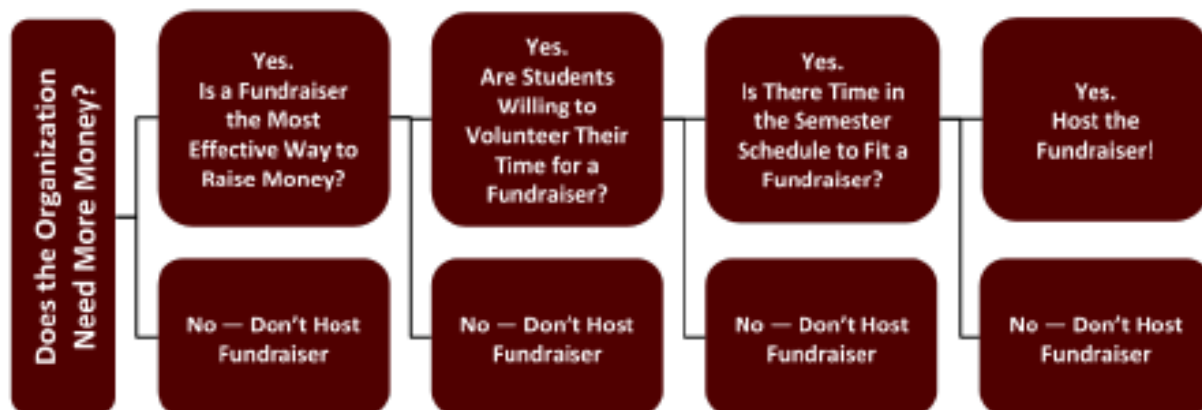 Does the Organization
Need More Money?
Yes.
Is a Fundraiser
the Most
Effective Way to
Raise Money?
Yes.
Are Students
Willing to
Volunteer Their
Time for a
Fundraiser?
Yes.
Is There Time in
the Semester
Schedule to Fit a
Fundraiser?
Yes.
Host the
Fundraiser!
No — Don't Host
Fundraiser
No — Don't Host
Fundraiser
No — Don't Host
Fundraiser
No — Don't Host
Fundraiser